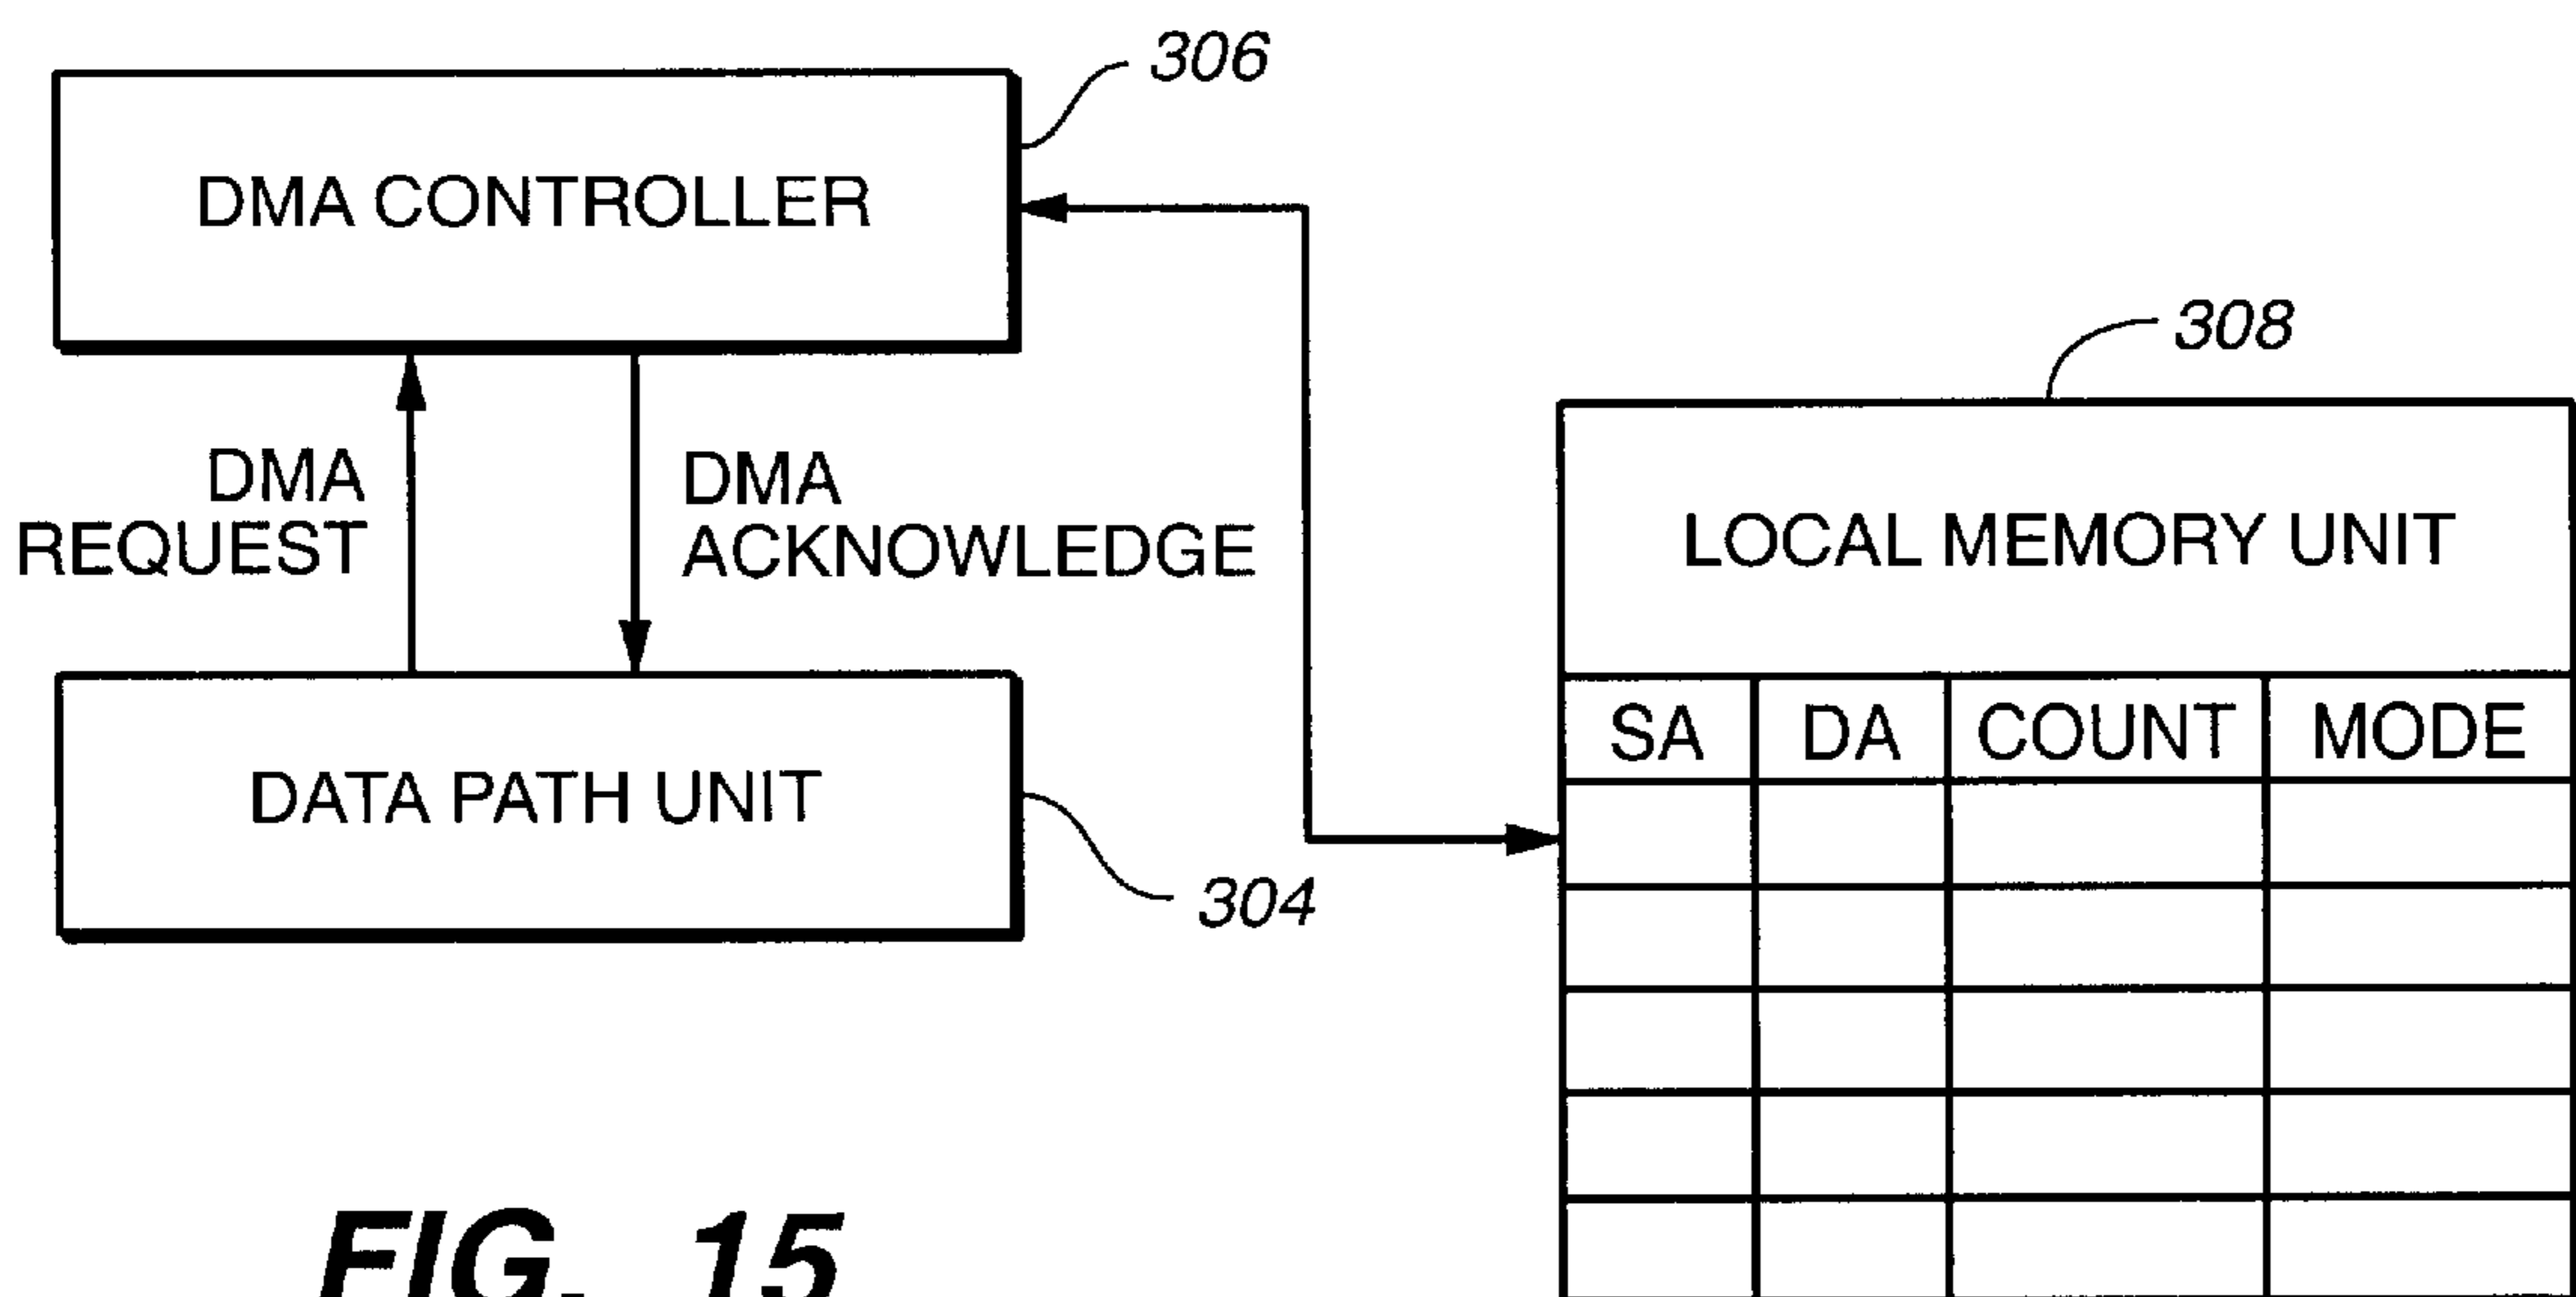 306
DMA CONTROLLER
308
DMA
REQUEST
DMA
ACKNOWLEDGE
LOCAL MEMORY UNIT
SA DA COUNT MODE
DATA PATH UNIT
304
FIG. 15